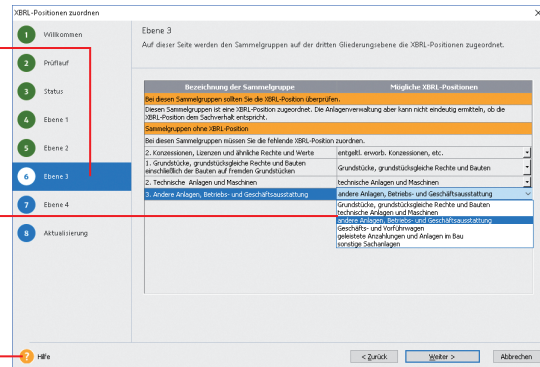 XBRL-Positionen zuordnen
1 Willkommen
2 Prüflauf
3 Status
4 Ebene 1
5 Ebene 2
6 Ebene 3
7 Ebene 4
8 Aktualisierung
Ebene 3
Auf dieser Seite werden den Sammelgruppen auf der dritten Gliederungsebene die XBRL-Positionen zugeordnet.
Bezeichnung der Sammelgruppe Mögliche XBRL-Positionen
Bei diesen Sammelgruppen sollten Sie die XBRL-Position überprüfen.
Diesen Sammelgruppen ist eine XBRL-Position zugeordnet. Die Anlagenverwaltung aber kann nicht eindeutig ermitteln, ob die
XBRL-Position dem Sachverhalt entspricht.
Sammelgruppen ohne XBRL-Position
Bei diesen Sammelgruppen müssen Sie die fehlende XBRL-Position zuordnen.
2. Konzessionen, Lizenzen und ähnliche Rechte und Werte entgeltl. erworb. Konzessionen, etc.
1. Grundstücke, grundstücksgleiche Rechte und Bauten
einschließlich der Bauten auf fremden Grundstücken Grundstücke, grundstücksgleiche Rechte und Bauten
2. Technische Anlagen und Maschinen technische Anlagen und Maschinen
3. Andere Anlagen, Betriebs- und Geschäftsausstattung andere Anlagen, Betriebs- und Geschäftsausstattung
Grundstücke, grundstücksgleiche Rechte und Bauten
technische Anlagen und Maschinen
andere Anlagen, Betriebs- und Geschäftsausstattung
Geschäfts- und Vorführwagen
geleistete Anzahlungen und Anlagen im Bau
sonstige Sachanlagen
? Hilfe
< Zurück Weiter > Abbrechen